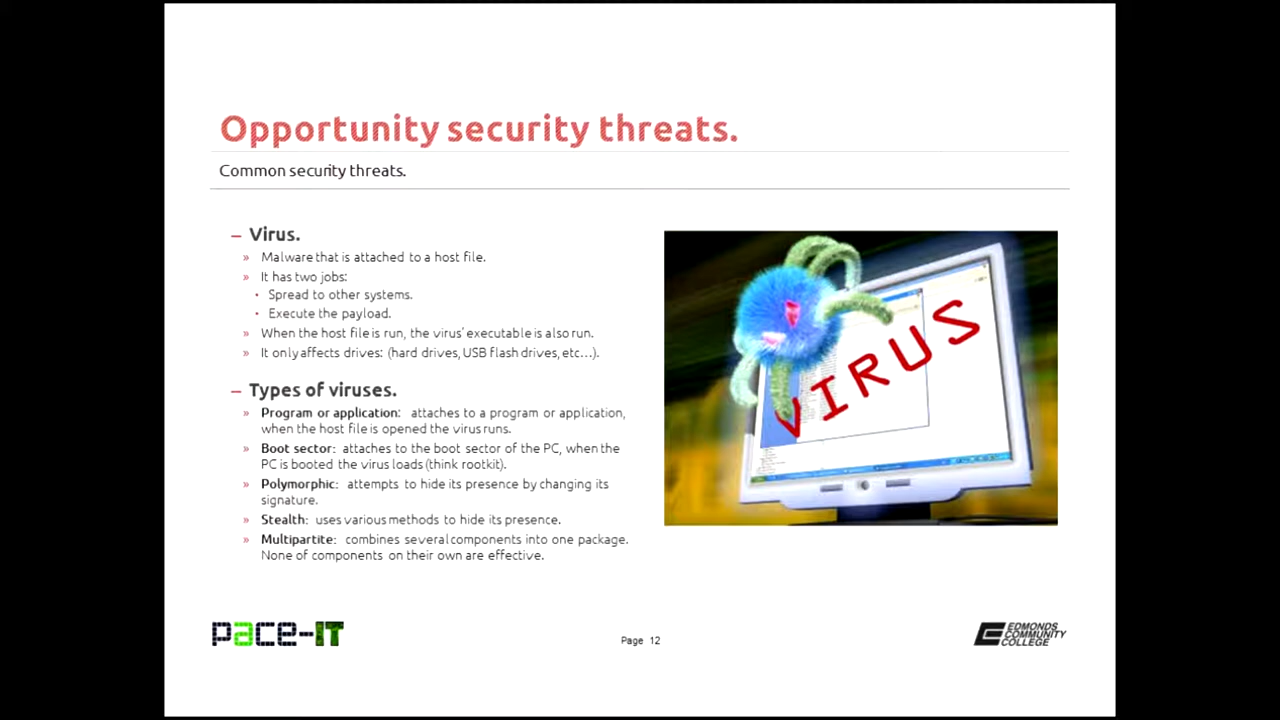 Opportunity security threats.
Common security threats.
– Virus.
» Malware that is attached to a host file.
» It has two jobs:
• Spread to other systems.
• Execute the payload.
» When the host file is run, the virus' executable is also run.
» It only affects drives: (hard drives, USB flash drives, etc…).
– Types of viruses.
» Program or application: attaches to a program or application,
when the host file is opened the virus runs.
» Boot sector: attaches to the boot sector of the PC, when the
PC is booted the virus loads (think rootkit).
» Polymorphic: attempts to hide its presence by changing its
signature.
» Stealth: uses various methods to hide its presence.
» Multipartite: combines several components into one package.
None of components on their own are effective.
VIRUS
pace-IT
Page 12
EDMONDS
COMMUNITY
COLLEGE